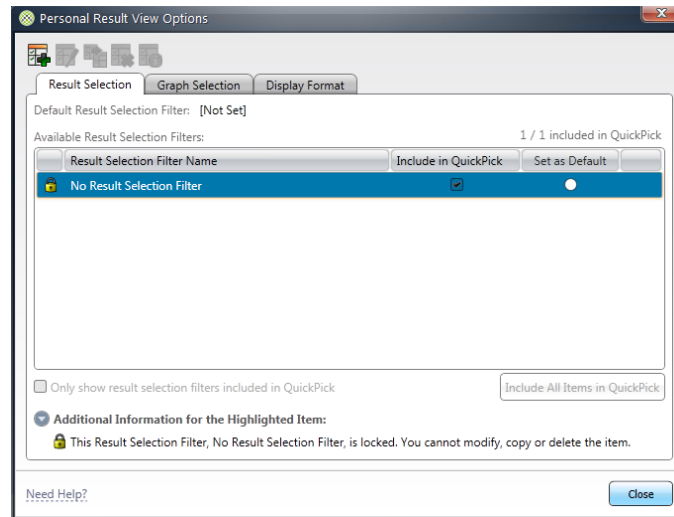 Personal Result View Options
Result Selection Graph Selection Display Format
Default Result Selection Filter: [Not Set]
Available Result Selection Filters: 1 / 1 included in QuickPick
Result Selection Filter Name Include in QuickPick Set as Default
No Result Selection Filter
Only show result selection filters included in QuickPick Include All Items in QuickPick
Additional Information for the Highlighted Item:
This Result Selection Filter, No Result Selection Filter, is locked. You cannot modify, copy or delete the item.
Need Help? Close